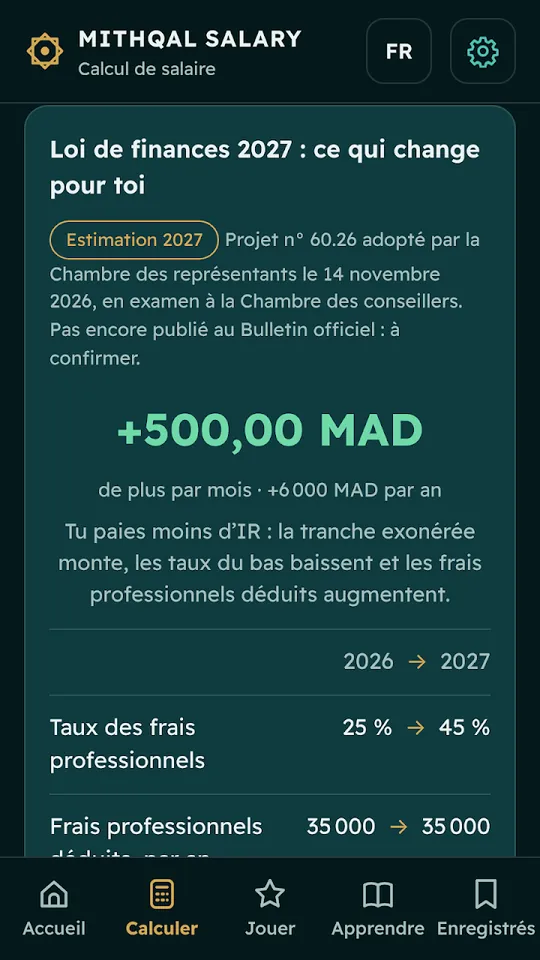 MITHQAL SALARY
Calcul de salaire
FR
Loi de finances 2027 : ce qui change
pour toi
Estimation 2027 Projet n° 60.26 adopté par la
Chambre des représentants le 14 novembre
2026, en examen à la Chambre des conseillers.
Pas encore publié au Bulletin officiel : à
confirmer.
+500,00 MAD
de plus par mois · +6 000 MAD par an
Tu paies moins d’IR : la tranche exonérée
monte, les taux du bas baissent et les frais
professionnels déduits augmentent.
2026 → 2027
Taux des frais 25 % → 45 %
professionnels
Frais professionnels 35 000 → 35 000
déduits, par an
Accueil Calculer Jouer Apprendre Enregistrés